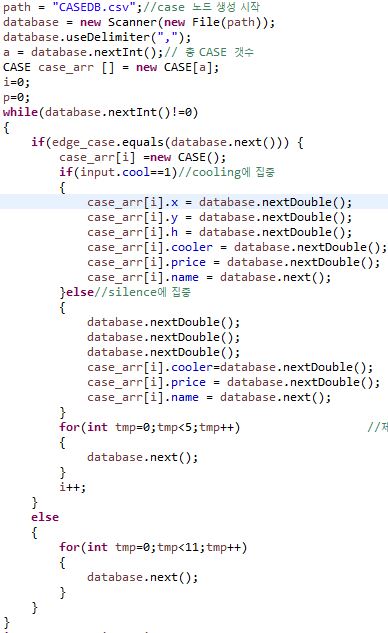 path = "CASEDB.csv";//case 노드 생성 시작
database = new Scanner(new File(path));
database.useDelimiter(",");
a = database.nextInt();// 총 CASE 갯수
CASE case_arr [] = new CASE[a];
i=0;
p=0;
while(database.nextInt()!=0)
{
if(edge_case.equals(database.next())) {
case_arr[i] =new CASE();
if(input.cool==1)//cooling에 집중
{
case_arr[i].x = database.nextDouble();
case_arr[i].y = database.nextDouble();
case_arr[i].h = database.nextDouble();
case_arr[i].cooler = database.nextDouble();
case_arr[i].price = database.nextDouble();
case_arr[i].name = database.next();
}else//silence에 집중
{
database.nextDouble();
database.nextDouble();
database.nextDouble();
case_arr[i].cooler=database.nextDouble();
case_arr[i].price = database.nextDouble();
case_arr[i].name = database.next();
}
for(int tmp=0;tmp<5;tmp++) //제
{
database.next();
}
i++;
}
else
{
for(int tmp=0;tmp<11;tmp++)
{
database.next();
}
}
}